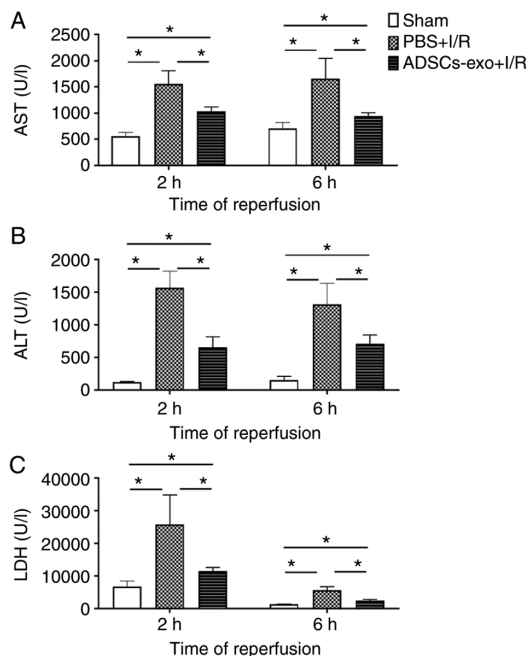 A
Sham
PBS+I/R
ADSCs-exo+I/R
AST (U/l)
2500
2000
1500
1000
500
0
* * *
* * *
2 h 6 h
Time of reperfusion
B
ALT (U/l)
2000
1500
1000
500
0
* * *
* * *
2 h 6 h
Time of reperfusion
C
LDH (U/l)
40000
30000
20000
10000
0
* * *
* * *
2 h 6 h
Time of reperfusion